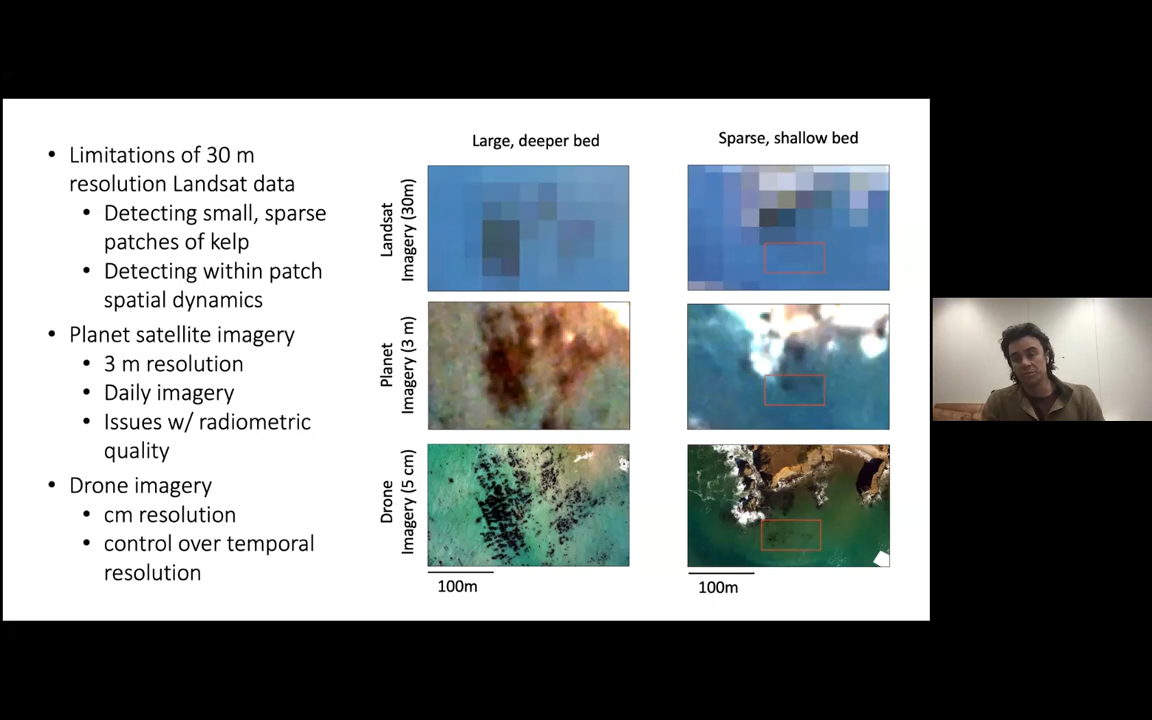 • Limitations of 30 m
resolution Landsat data
• Detecting small, sparse
patches of kelp
• Detecting within patch
spatial dynamics
• Planet satellite imagery
• 3 m resolution
• Daily imagery
• Issues w/ radiometric
quality
• Drone imagery
• cm resolution
• control over temporal
resolution
Large, deeper bed
Sparse, shallow bed
Landsat
Imagery (30m)
Planet
Imagery (3 m)
Drone
Imagery (5 cm)
100m
100m